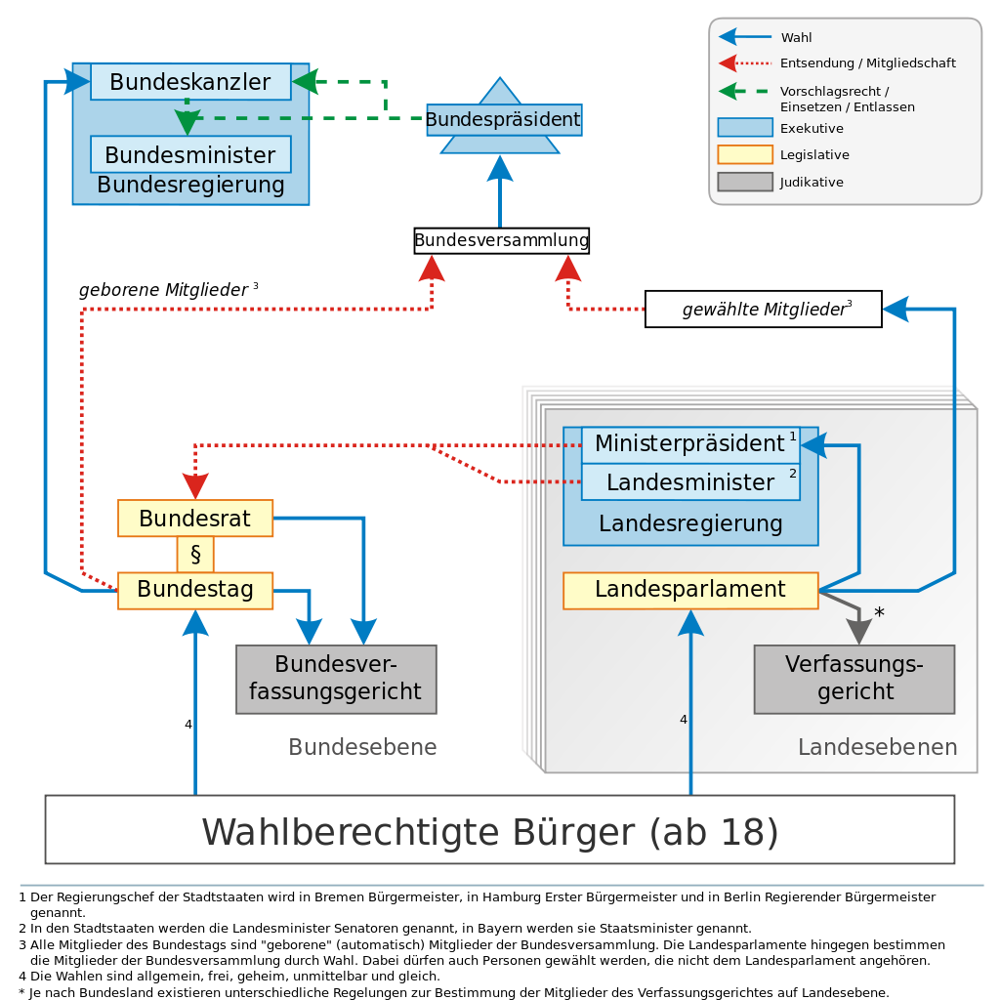 Wahl
Entsendung / Mitgliedschaft
Vorschlagsrecht /
Einsetzen / Entlassen
Exekutive
Legislative
Judikative
Bundeskanzler
Bundesminister
Bundesregierung
Bundespräsident
Bundesversammlung
geborene Mitglieder 3
gewählte Mitglieder3
Ministerpräsident 1
Landesminister 2
Landesregierung
Bundesrat
§
Bundestag
Landesparlament
*
Bundesver-
fassungsgericht
Verfassungs-
gericht
4
4
Bundesebene
Landesebenen
Wahlberechtigte Bürger (ab 18)
1 Der Regierungschef der Stadtstaaten wird in Bremen Bürgermeister, in Hamburg Erster Bürgermeister und in Berlin Regierender Bürgermeister
genannt.
2 In den Stadtstaaten werden die Landesminister Senatoren genannt, in Bayern werden sie Staatsminister genannt.
3 Alle Mitglieder des Bundestags sind "geborene" (automatisch) Mitglieder der Bundesversammlung. Die Landesparlamente hingegen bestimmen
die Mitglieder der Bundesversammlung durch Wahl. Dabei dürfen auch Personen gewählt werden, die nicht dem Landesparlament angehören.
4 Die Wahlen sind allgemein, frei, geheim, unmittelbar und gleich.
* Je nach Bundesland existieren unterschiedliche Regelungen zur Bestimmung der Mitglieder des Verfassungsgerichtes auf Landesebene.